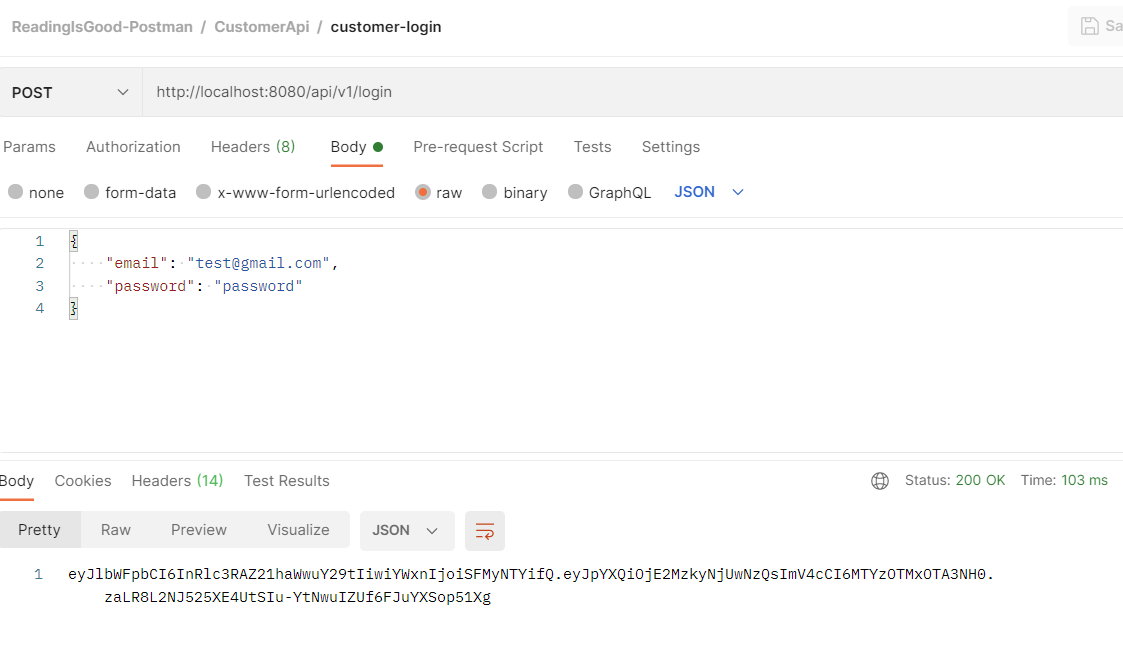 ReadingIsGood-Postman / CustomerApi / customer-login
Sa
POST http://localhost:8080/api/v1/login
Params Authorization Headers (8) Body Pre-request Script Tests Settings
none form-data x-www-form-urlencoded raw binary GraphQL JSON
1 {
2 "email": "test@gmail.com",
3 "password": "password"
4 }
Body Cookies Headers (14) Test Results Status: 200 OK Time: 103 ms
Pretty Raw Preview Visualize JSON
1 eyJlbWFpbCI6InRlc3RAZ21haWwuY29tIiwiYWxnIjoiSFMyNTYifQ.eyJpYXQiOjE2MzkyNjUwNzQsImV4cCI6MTYzOTMxOTA3NH0.
zaLR8L2NJ525XE4UtSIu-YtNwuIZUf6FJuYXSop51Xg